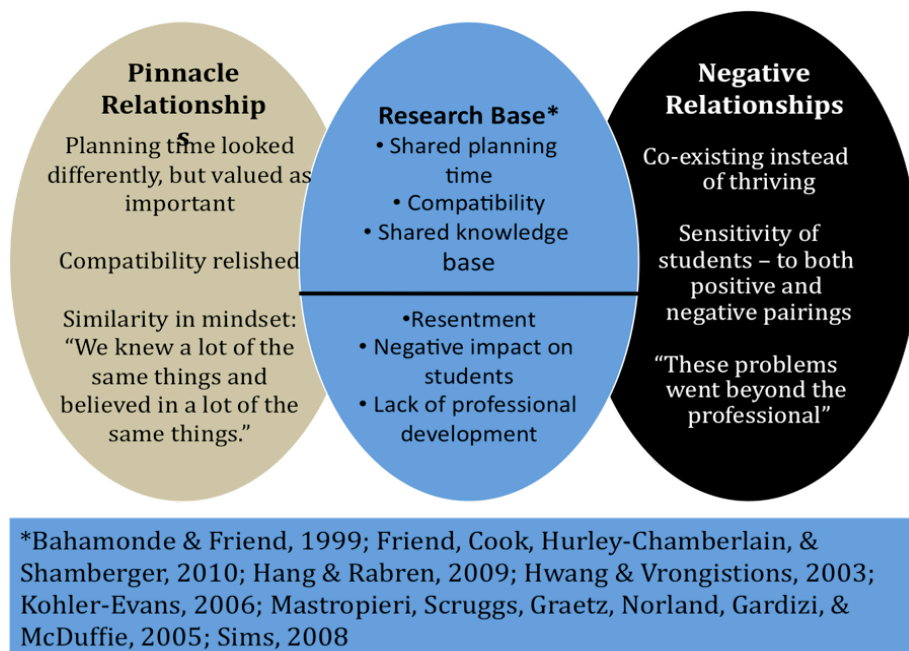 Pinnacle
Relationship
s
Planning time looked
differently, but valued as
important
Compatibility relished
Similarity in mindset:
“We knew a lot of the
same things and
believed in a lot of the
same things.”
Research Base*
• Shared planning
time
• Compatibility
• Shared knowledge
base
•Resentment
• Negative impact on
students
• Lack of professional
development
Negative
Relationships
Co-existing instead
of thriving
Sensitivity of
students – to both
positive and
negative pairings
“These problems
went beyond the
professional”
*Bahamonde & Friend, 1999; Friend, Cook, Hurley-Chamberlain, &
Shamberger, 2010; Hang & Rabren, 2009; Hwang & Vrongistions, 2003;
Kohler-Evans, 2006; Mastropieri, Scruggs, Graetz, Norland, Gardizi, &
McDuffie, 2005; Sims, 2008